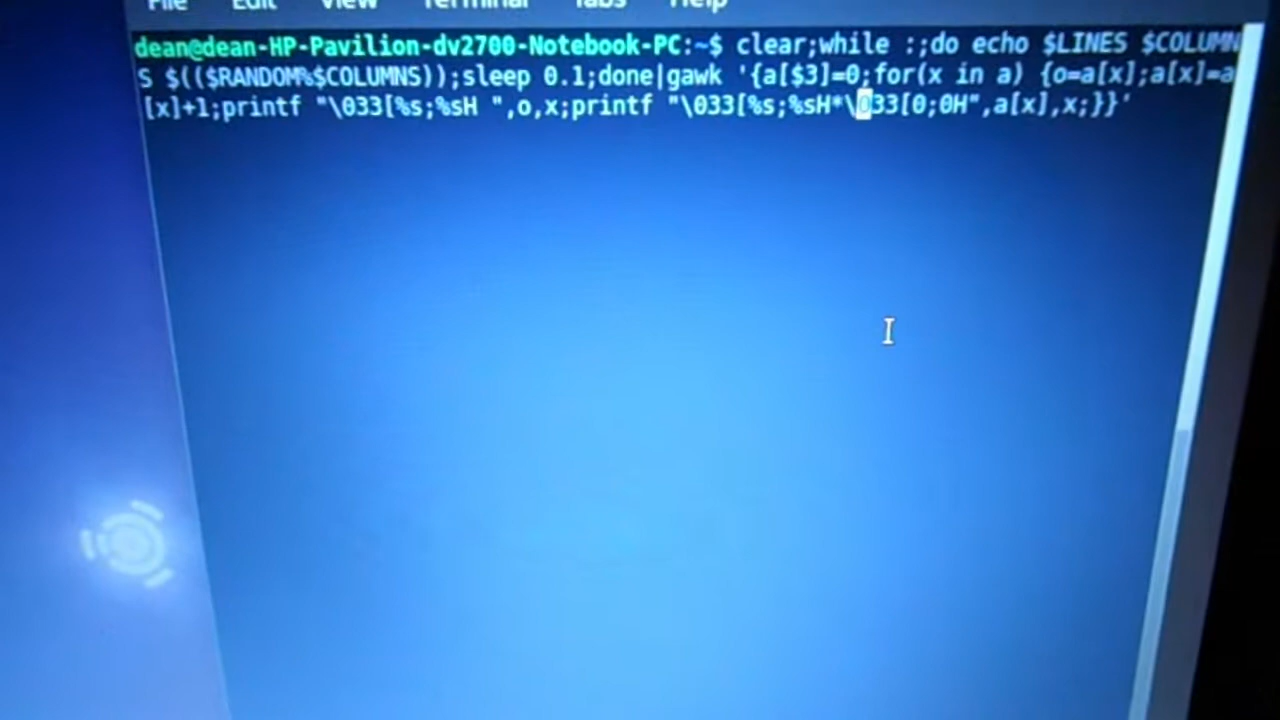 File Edit View Terminal Tabs Help
dean@dean-HP-Pavilion-dv2700-Notebook-PC:~$ clear;while :;do echo $LINES $COLUMN
S $(($RANDOM%$COLUMNS));sleep 0.1;done|gawk '{a[$3]=0;for(x in a) {o=a[x];a[x]=a
[x]+1;printf "\033[%s;%sH ",o,x;printf "\033[%s;%sH*\033[0;0H",a[x],x;}}'